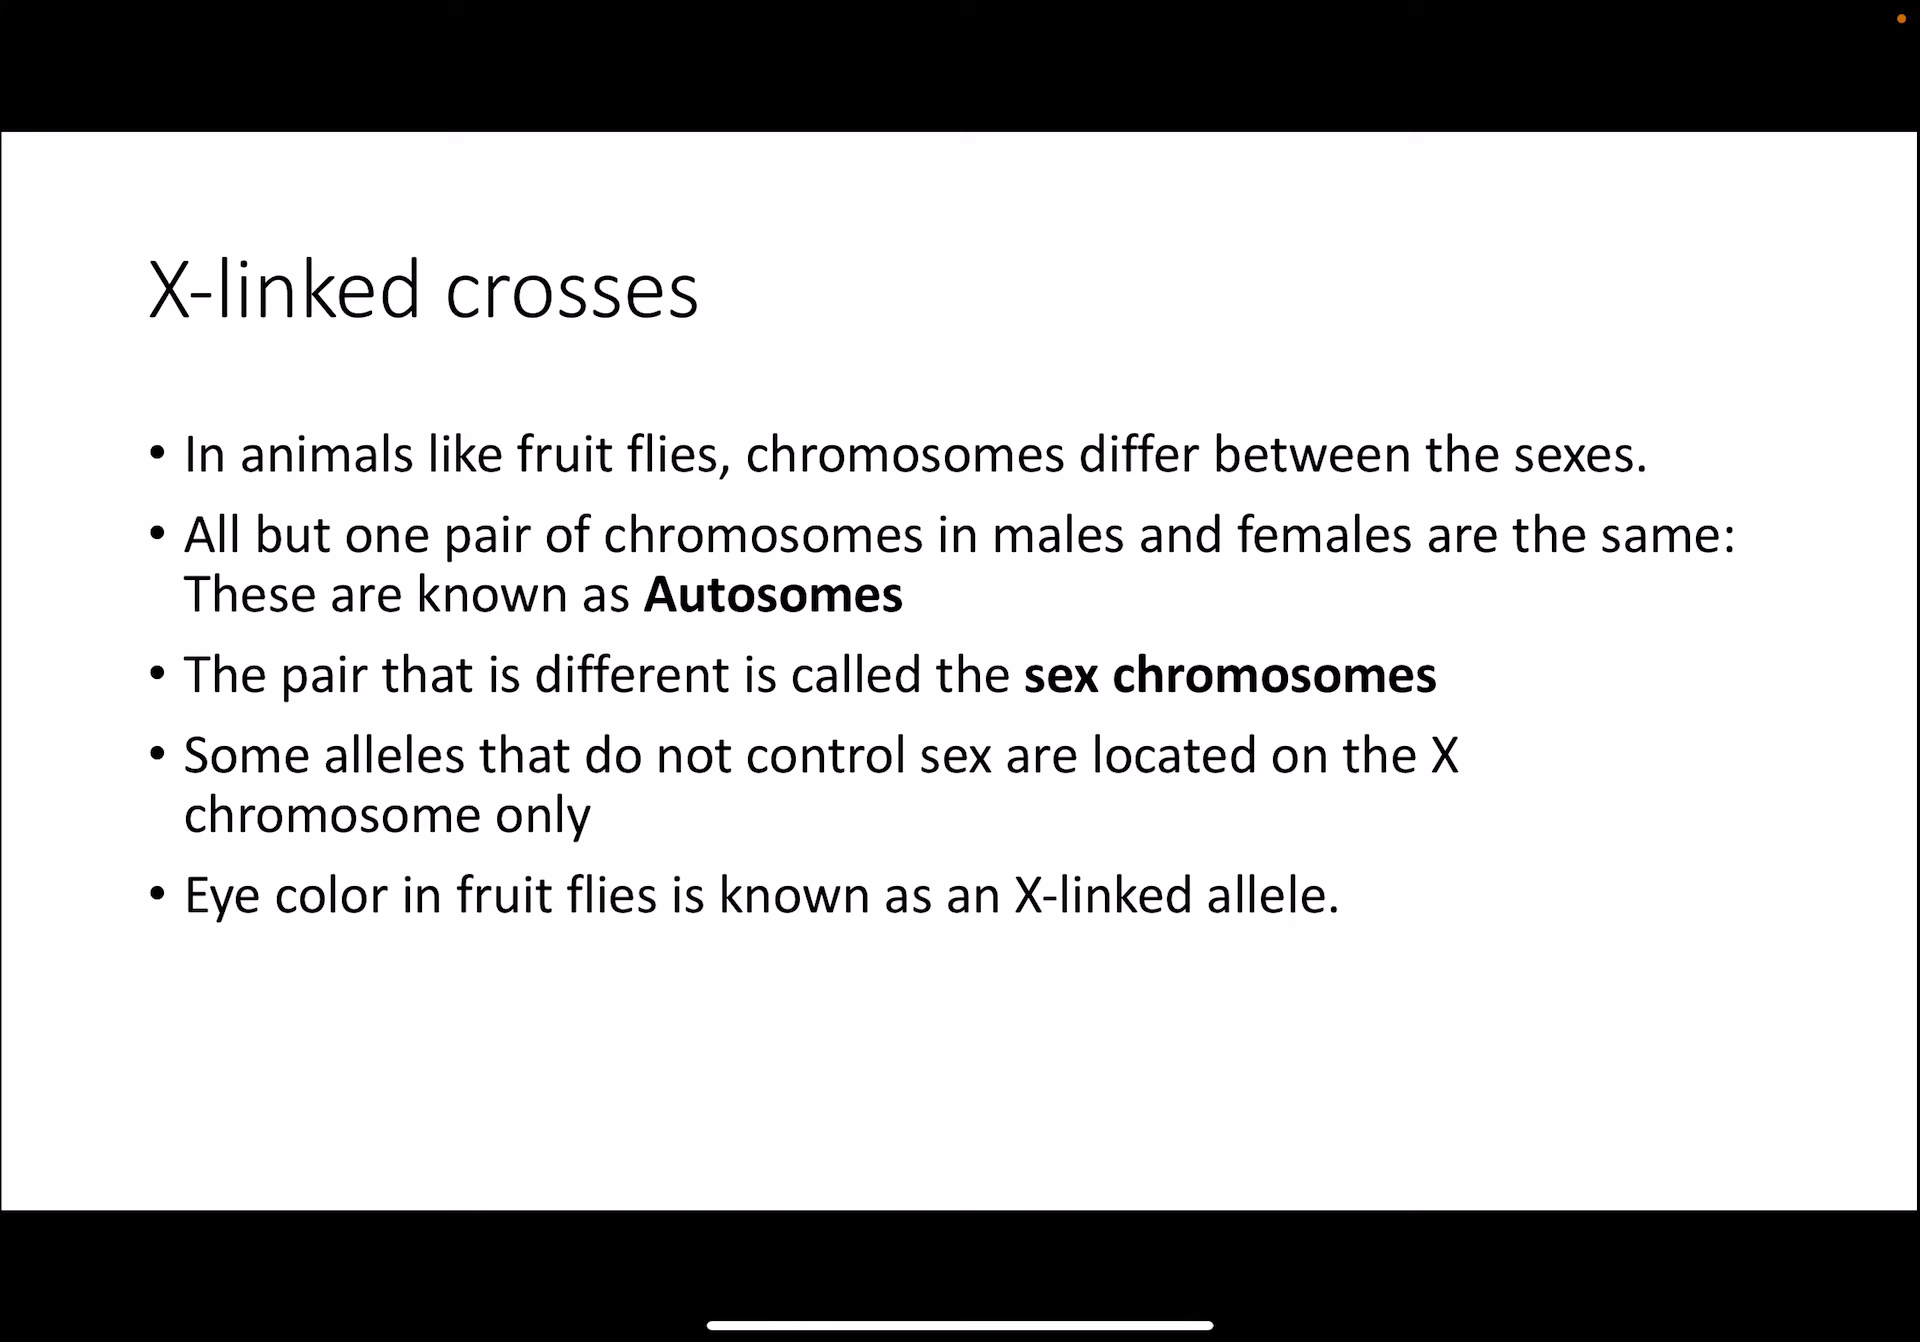 X-linked crosses
• In animals like fruit flies, chromosomes differ between the sexes.
• All but one pair of chromosomes in males and females are the same:
These are known as Autosomes
• The pair that is different is called the sex chromosomes
• Some alleles that do not control sex are located on the X
chromosome only
• Eye color in fruit flies is known as an X-linked allele.